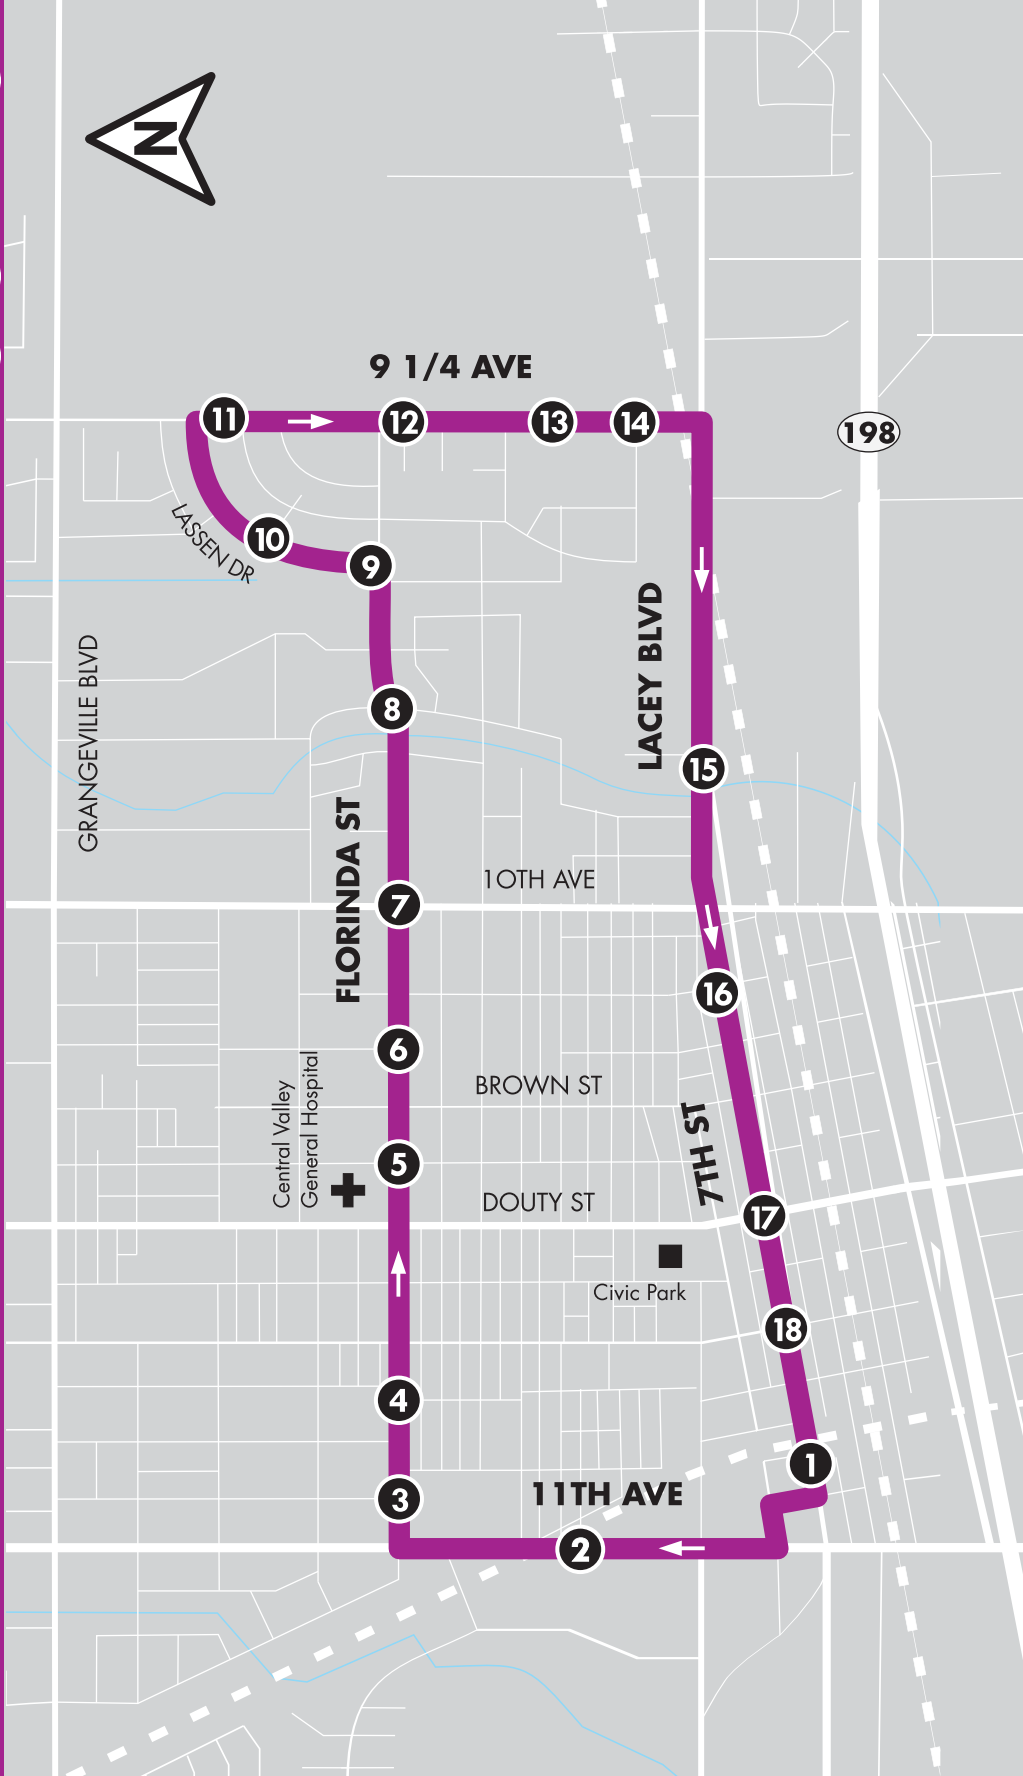 N
9 1/4 AVE
11
12
13
14
198
10
LASSEN DR
9
LACEY BLVD
GRANGEVILLE BLVD
8
15
FLORINDA ST
10TH AVE
7
16
6
BROWN ST
Central Valley
General Hospital
5
7TH ST
DOUTY ST
17
Civic Park
18
4
1
3
11TH AVE
2